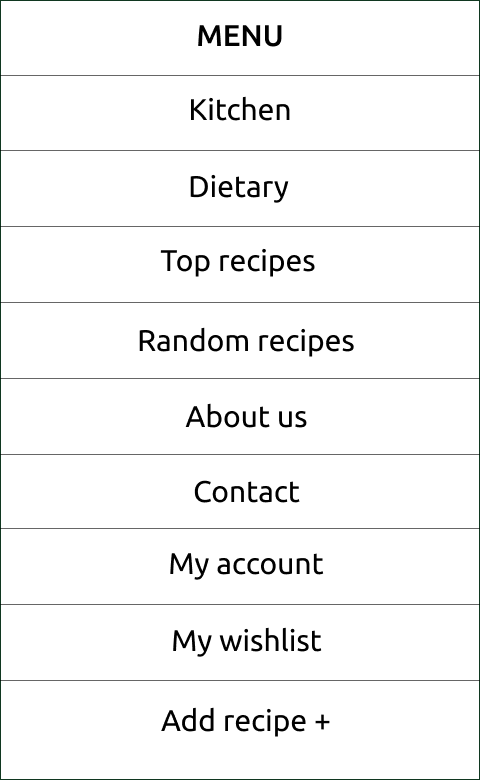 MENU
Kitchen
Dietary
Top recipes
Random recipes
About us
Contact
My account
My wishlist
Add recipe +